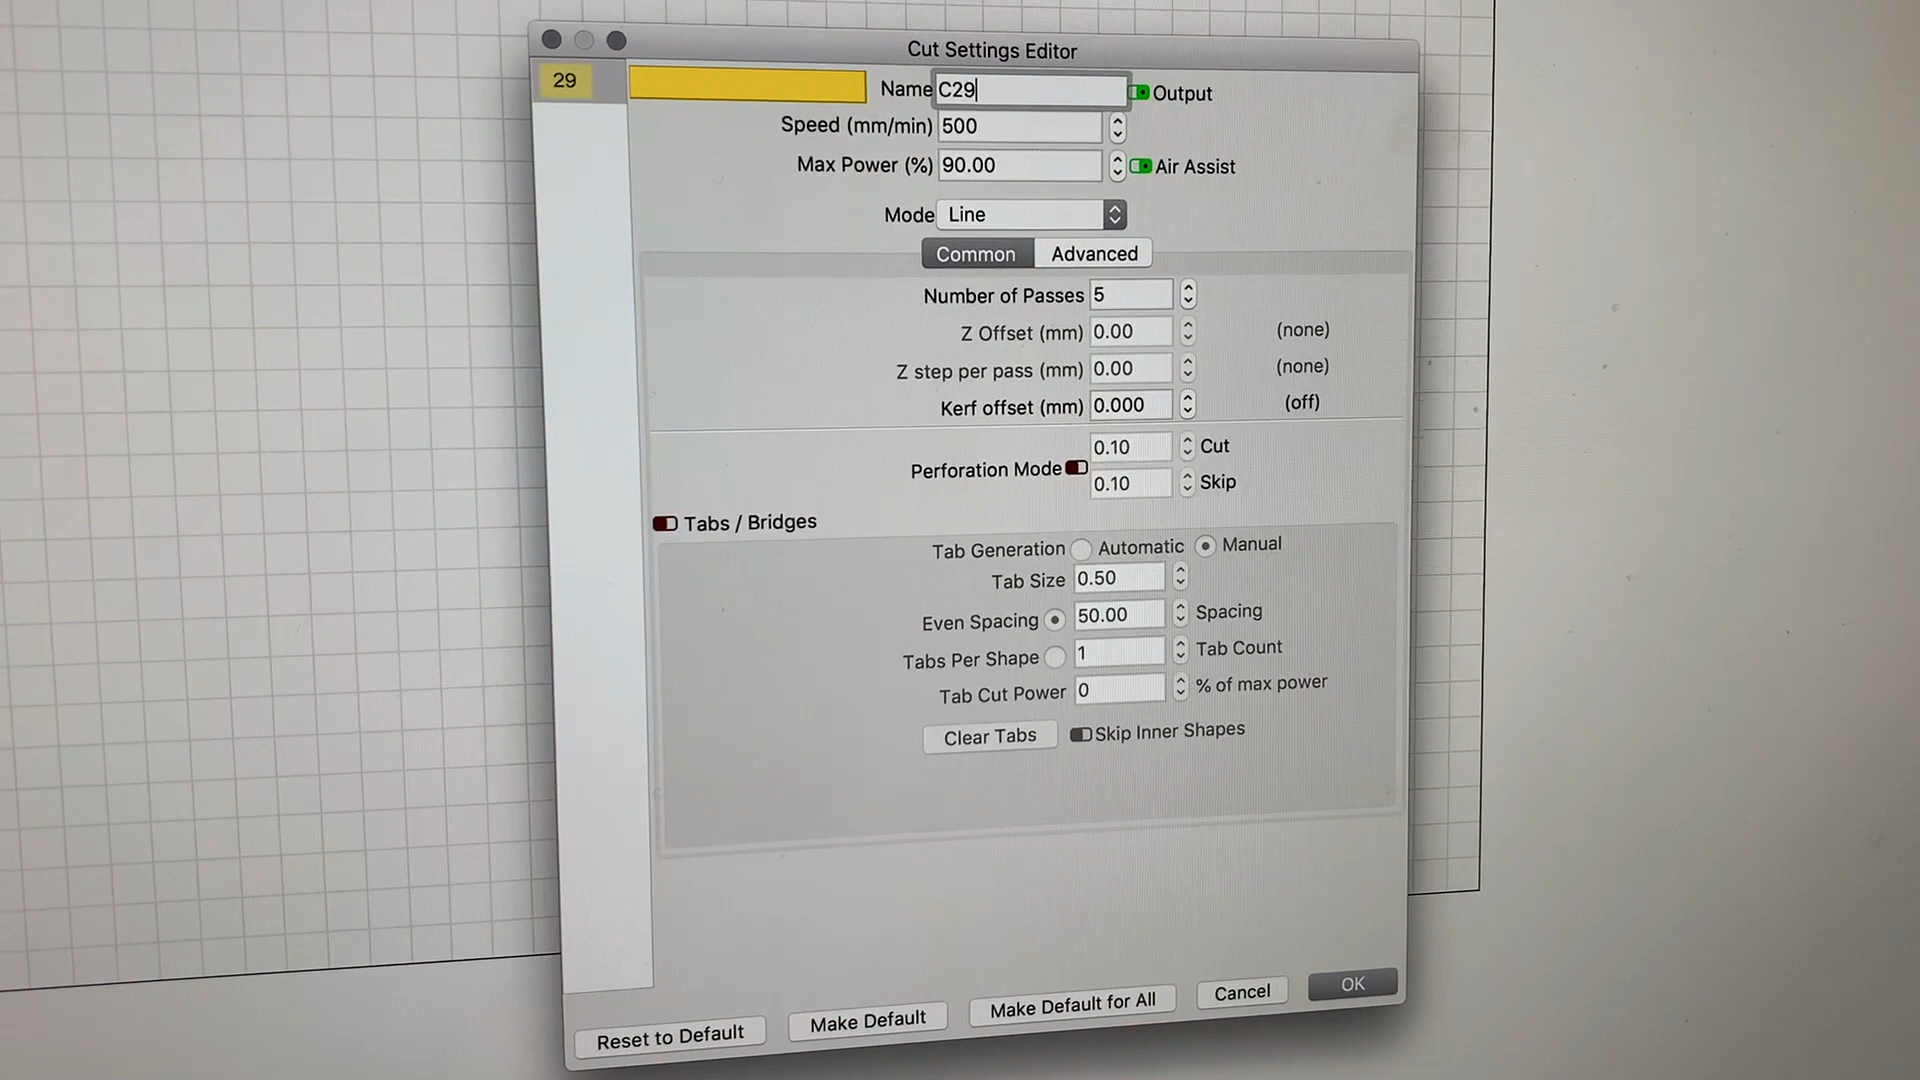 Cut Settings Editor
29
Name C29 Output
Speed (mm/min) 500
Max Power (%) 90.00 Air Assist
Mode Line
Common Advanced
Number of Passes 5
Z Offset (mm) 0.00 (none)
Z step per pass (mm) 0.00 (none)
Kerf offset (mm) 0.000 (off)
Perforation Mode 0.10 Cut
0.10 Skip
Tabs / Bridges
Tab Generation Automatic Manual
Tab Size 0.50
Even Spacing 50.00 Spacing
Tabs Per Shape 1 Tab Count
Tab Cut Power 0 % of max power
Clear Tabs Skip Inner Shapes
Reset to Default Make Default Make Default for All Cancel OK